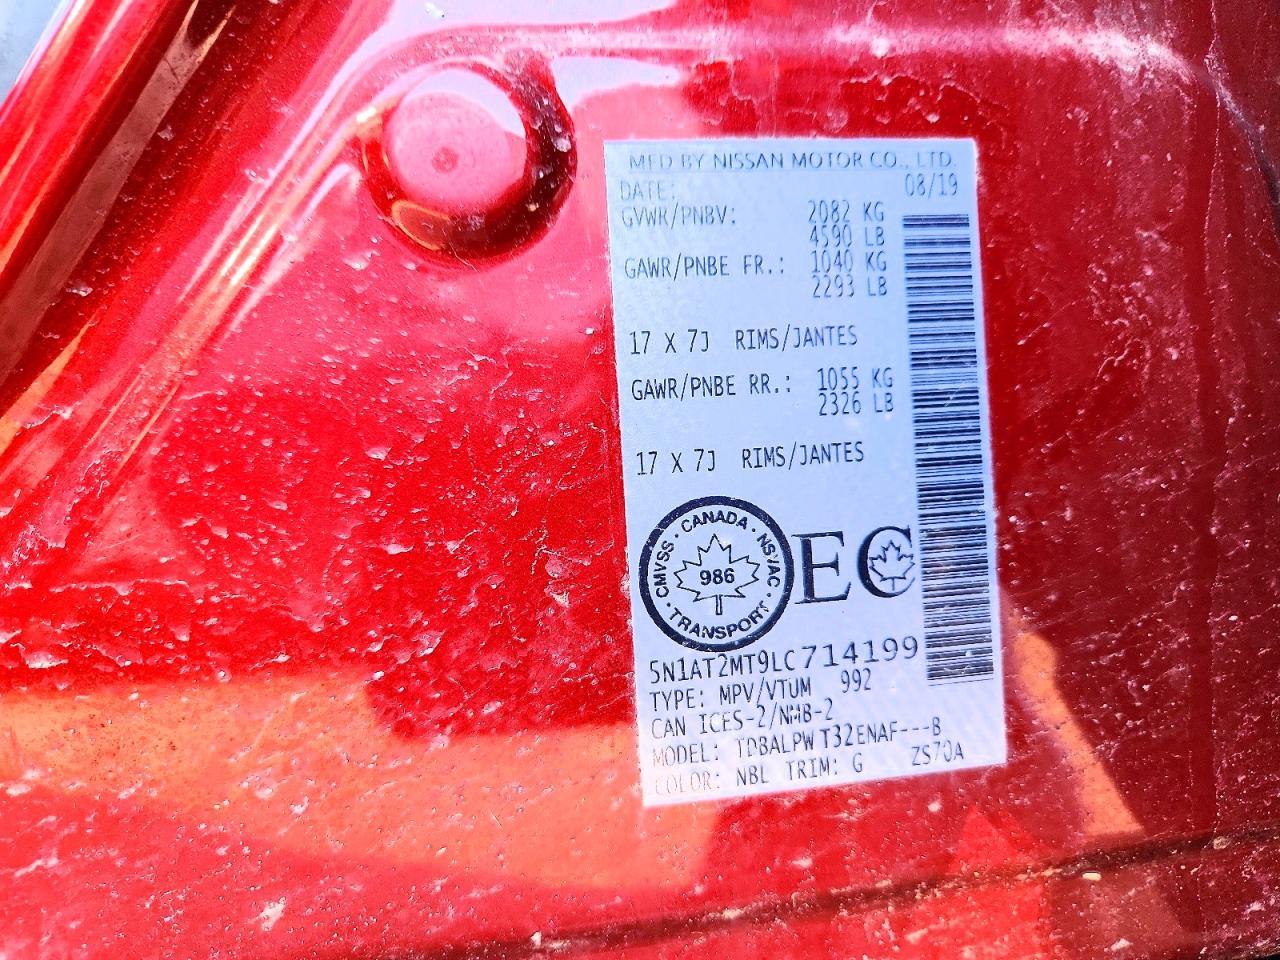 MFD BY NISSAN MOTOR CO., LTD.
DATE: 08/19
GVWR/PNBV: 2082 KG
4590 LB
GAWR/PNBE FR.: 1040 KG
2293 LB
17 X 7J RIMS/JANTES
GAWR/PNBE RR.: 1055 KG
2326 LB
17 X 7J RIMS/JANTES
CANADA · NSVAC · TRANSPORT · CMVSS ·
986
EC
5N1AT2MT9LC714199
TYPE: MPV/VTUM 992
CAN ICES-2/NMB-2
MODEL: TDBALPW T32ENAF---B
COLOR: NBL TRIM: G ZS70A